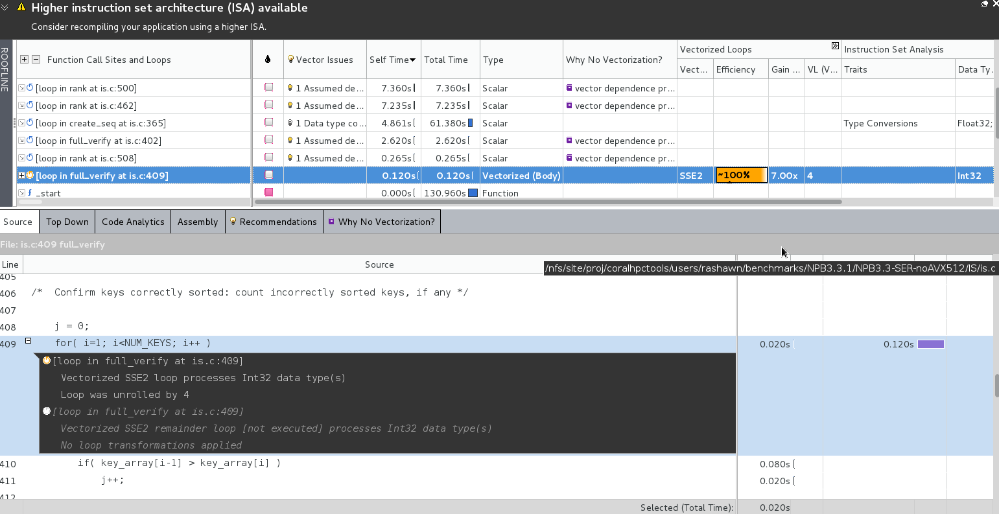 Higher instruction set architecture (ISA) available
Consider recompiling your application using a higher ISA.
ROOFLINE
Function Call Sites and Loops Vector Issues Self Time Total Time Type Why No Vectorization? Vectorized Loops Instruction Set Analysis
Vect... Efficiency Gain ... VL (V... Traits Data Ty.
[loop in rank at is.c:500] 1 Assumed de... 7.360s 7.360s Scalar vector dependence pr...
[loop in rank at is.c:462] 1 Assumed de... 7.235s 7.235s Scalar vector dependence pr...
[loop in create_seq at is.c:365] 1 Data type co... 4.861s 61.380s Scalar Type Conversions Float32;
[loop in full_verify at is.c:402] 1 Assumed de... 2.620s 2.620s Scalar vector dependence pr...
[loop in rank at is.c:508] 1 Assumed de... 0.265s 0.265s Scalar vector dependence pr...
[loop in full_verify at is.c:409] 0.120s 0.120s Vectorized (Body) SSE2 ~100% 7.00x 4 Int32
_start 0.000s 130.960s Function
Source Top Down Code Analytics Assembly Recommendations Why No Vectorization?
File: is.c:409 full_verify
Line Source
/nfs/site/proj/coralhpctools/users/rashawn/benchmarks/NPB3.3.1/NPB3.3-SER-noAVX512/IS/is.c
405
406 /* Confirm keys correctly sorted: count incorrectly sorted keys, if any */
407
408 j = 0;
409 for( i=1; i<NUM_KEYS; i++ ) 0.020s 0.120s
[loop in full_verify at is.c:409]
Vectorized SSE2 loop processes Int32 data type(s)
Loop was unrolled by 4
[loop in full_verify at is.c:409]
Vectorized SSE2 remainder loop [not executed] processes Int32 data type(s)
No loop transformations applied
410 if( key_array[i-1] > key_array[i] ) 0.080s
411 j++; 0.020s
412
Selected (Total Time): 0.020s